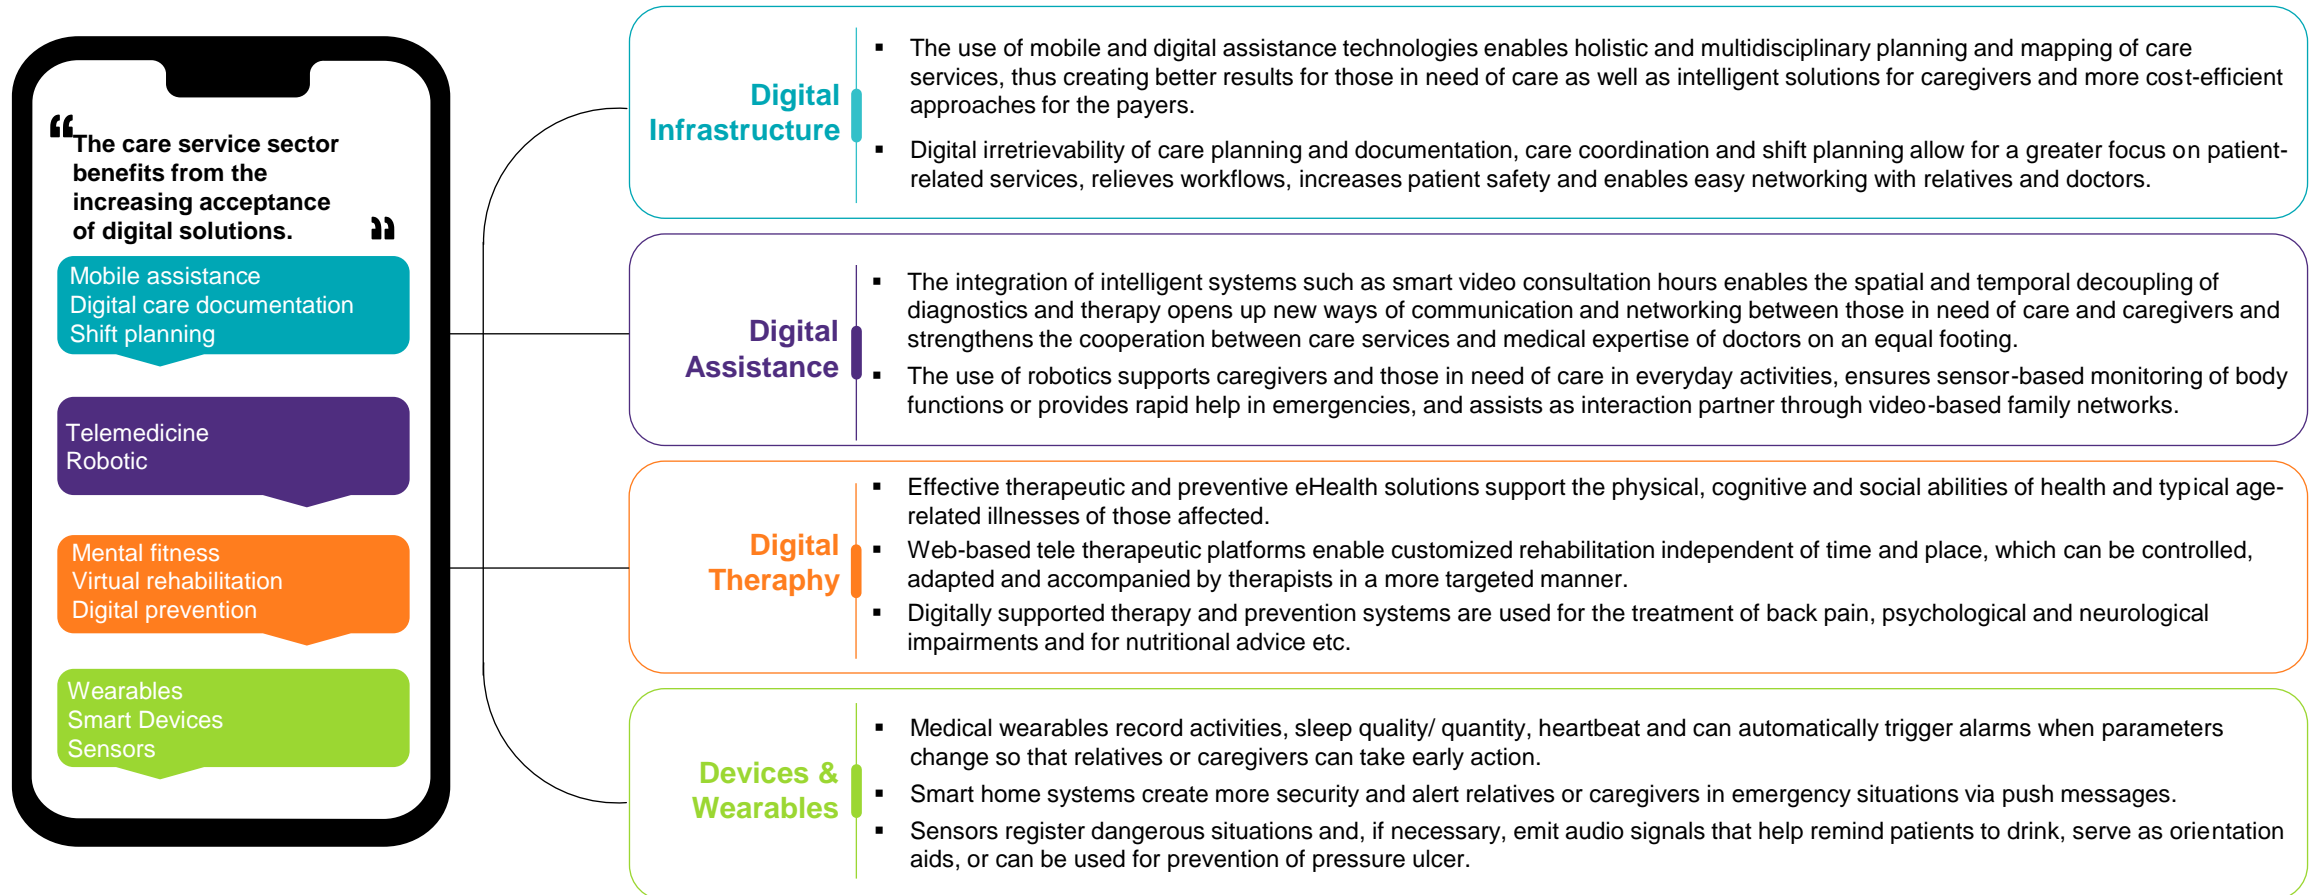 “
The care service sector
benefits from the
increasing acceptance
of digital solutions.
”
Mobile assistance
Digital care documentation
Shift planning
Telemedicine
Robotic
Mental fitness
Virtual rehabilitation
Digital prevention
Wearables
Smart Devices
Sensors
Digital
Infrastructure
▪ The use of mobile and digital assistance technologies enables holistic and multidisciplinary planning and mapping of care
services, thus creating better results for those in need of care as well as intelligent solutions for caregivers and more cost-efficient
approaches for the payers.
▪ Digital irretrievability of care planning and documentation, care coordination and shift planning allow for a greater focus on patient-
related services, relieves workflows, increases patient safety and enables easy networking with relatives and doctors.
Digital
Assistance
▪ The integration of intelligent systems such as smart video consultation hours enables the spatial and temporal decoupling of
diagnostics and therapy opens up new ways of communication and networking between those in need of care and caregivers and
strengthens the cooperation between care services and medical expertise of doctors on an equal footing.
▪ The use of robotics supports caregivers and those in need of care in everyday activities, ensures sensor-based monitoring of body
functions or provides rapid help in emergencies, and assists as interaction partner through video-based family networks.
Digital
Theraphy
▪ Effective therapeutic and preventive eHealth solutions support the physical, cognitive and social abilities of health and typical age-
related illnesses of those affected.
▪ Web-based tele therapeutic platforms enable customized rehabilitation independent of time and place, which can be controlled,
adapted and accompanied by therapists in a more targeted manner.
▪ Digitally supported therapy and prevention systems are used for the treatment of back pain, psychological and neurological
impairments and for nutritional advice etc.
Devices &
Wearables
▪ Medical wearables record activities, sleep quality/ quantity, heartbeat and can automatically trigger alarms when parameters
change so that relatives or caregivers can take early action.
▪ Smart home systems create more security and alert relatives or caregivers in emergency situations via push messages.
▪ Sensors register dangerous situations and, if necessary, emit audio signals that help remind patients to drink, serve as orientation
aids, or can be used for prevention of pressure ulcer.